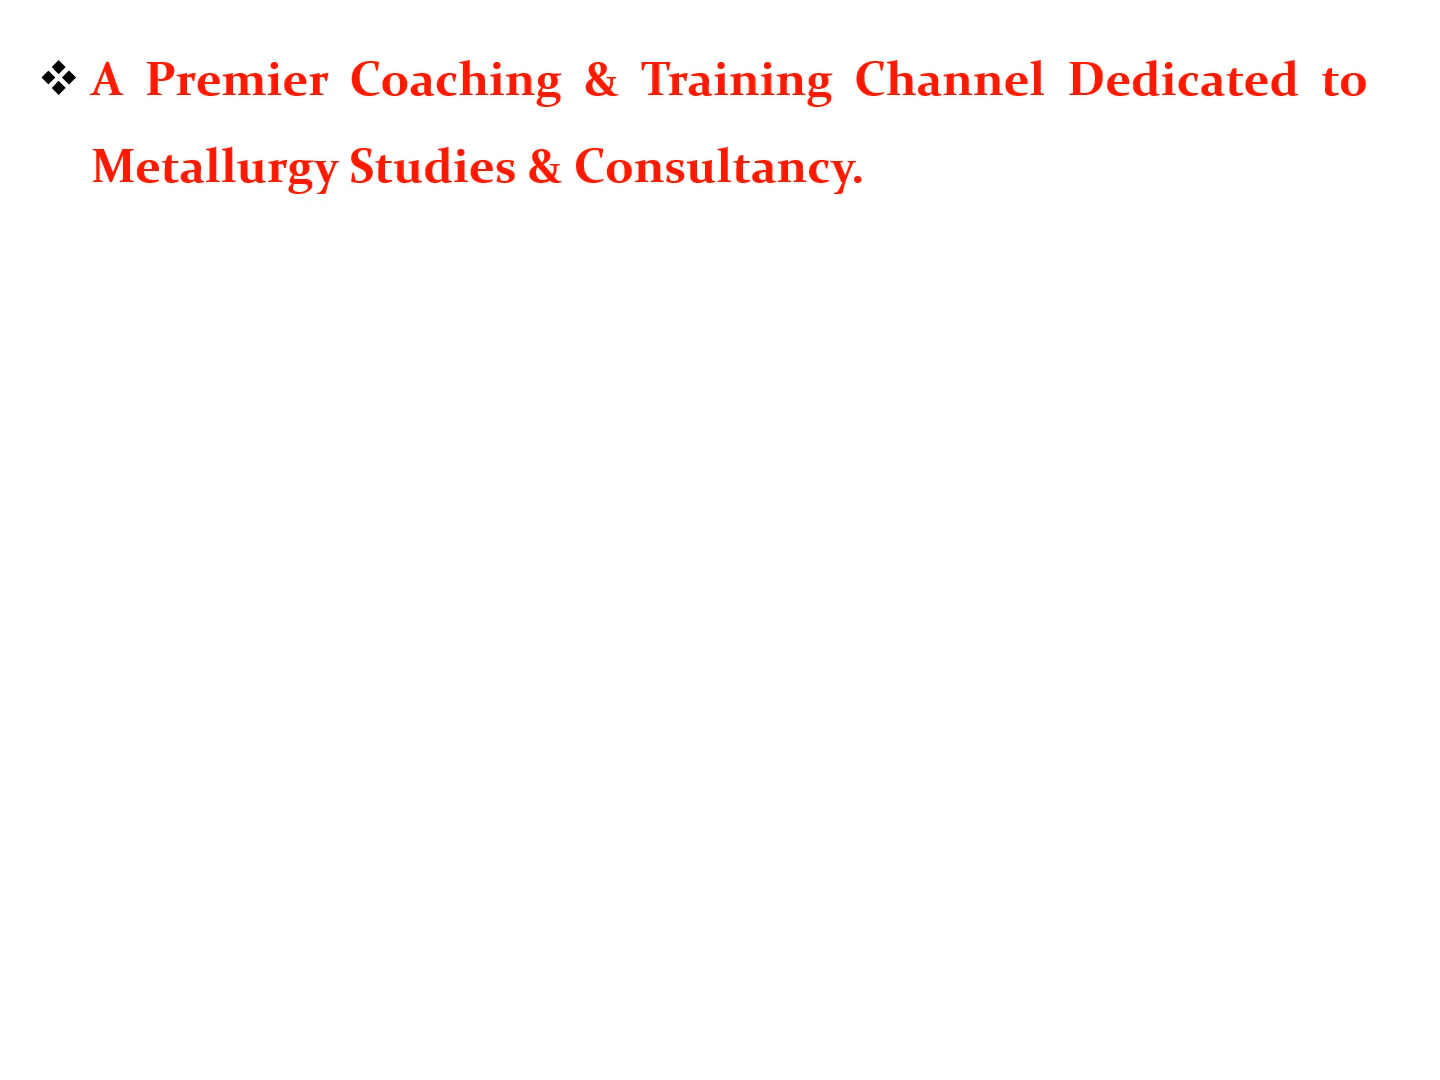 ❖ A Premier Coaching & Training Channel Dedicated to
Metallurgy Studies & Consultancy.